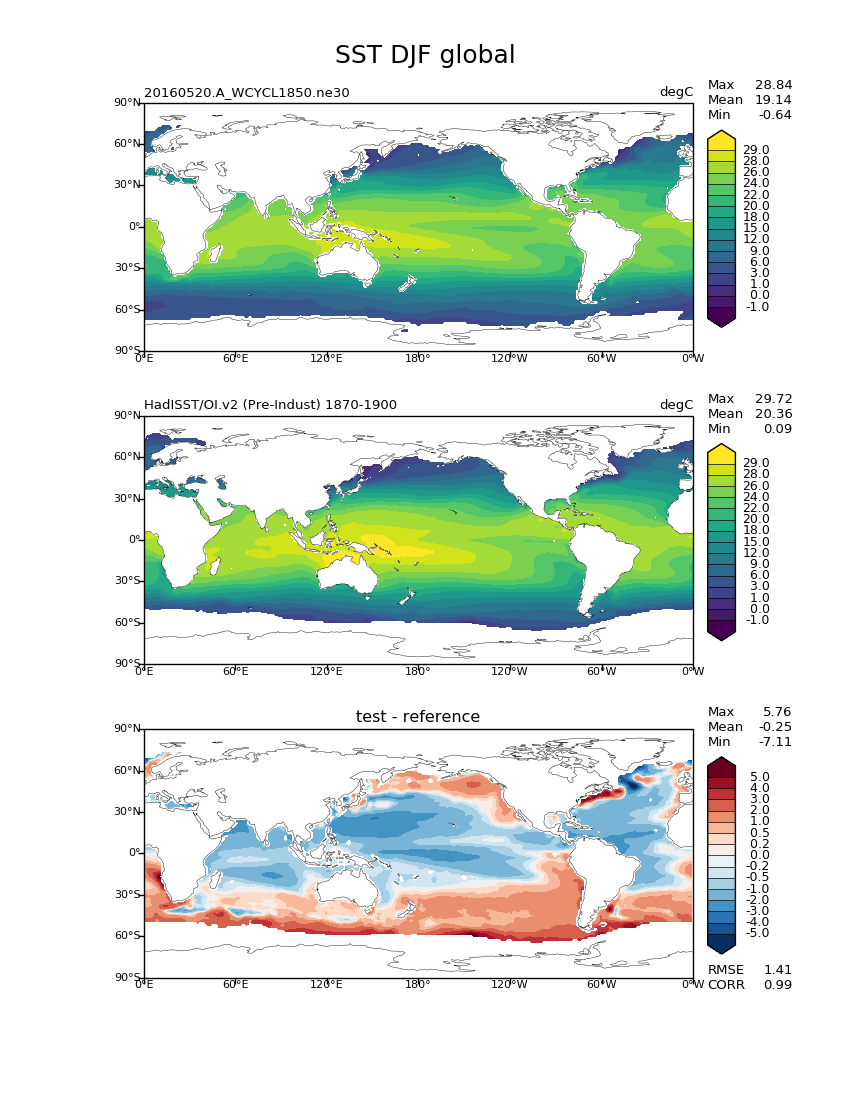 SST DJF global
20160520.A_WCYCL1850.ne30
degC
Max 28.84
Mean 19.14
Min -0.64
90°N
60°N
30°N
0°
30°S
60°S
90°S
0°E 60°E 120°E 180° 120°W 60°W 0°W
29.0
28.0
26.0
24.0
22.0
20.0
18.0
15.0
12.0
9.0
6.0
3.0
1.0
0.0
-1.0
HadISST/OI.v2 (Pre-Indust) 1870-1900
degC
Max 29.72
Mean 20.36
Min 0.09
90°N
60°N
30°N
0°
30°S
60°S
90°S
0°E 60°E 120°E 180° 120°W 60°W 0°W
29.0
28.0
26.0
24.0
22.0
20.0
18.0
15.0
12.0
9.0
6.0
3.0
1.0
0.0
-1.0
test - reference
Max 5.76
Mean -0.25
Min -7.11
90°N
60°N
30°N
0°
30°S
60°S
90°S
0°E 60°E 120°E 180° 120°W 60°W 0°W
5.0
4.0
3.0
2.0
1.0
0.5
0.2
0.0
-0.2
-0.5
-1.0
-2.0
-3.0
-4.0
-5.0
RMSE 1.41
CORR 0.99